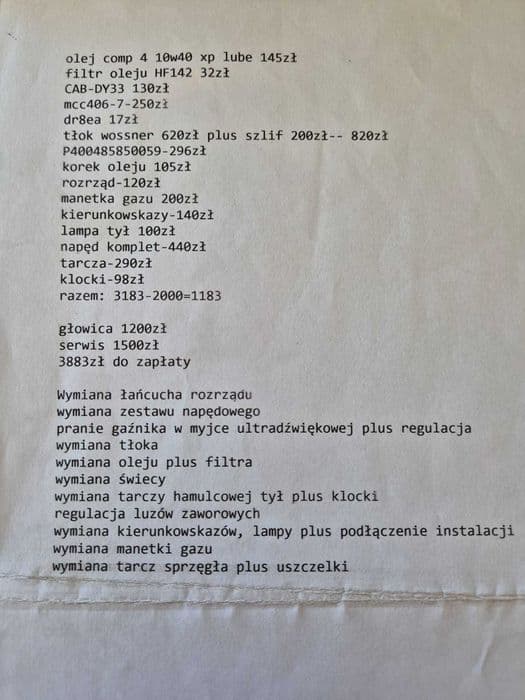 olej comp 4 10w40 xp lube 145zł
filtr oleju HF142 32zł
CAB-DY33 130zł
mcc406-7-250zł
dr8ea 17zł
tłok wossner 620zł plus szlif 200zł-- 820zł
P400485850059-296zł
korek oleju 105zł
rozrząd-120zł
manetka gazu 200zł
kierunkowskazy-140zł
lampa tył 100zł
napęd komplet-440zł
tarcza-290zł
klocki-98zł
razem: 3183-2000=1183
głowica 1200zł
serwis 1500zł
3883zł do zapłaty
Wymiana łańcucha rozrządu
wymiana zestawu napędowego
pranie gaźnika w myjce ultradźwiękowej plus regulacja
wymiana tłoka
wymiana oleju plus filtra
wymiana świecy
wymiana tarczy hamulcowej tył plus klocki
regulacja luzów zaworowych
wymiana kierunkowskazów, lampy plus podłączenie instalacji
wymiana manetki gazu
wymiana tarcz sprzęgła plus uszczelki